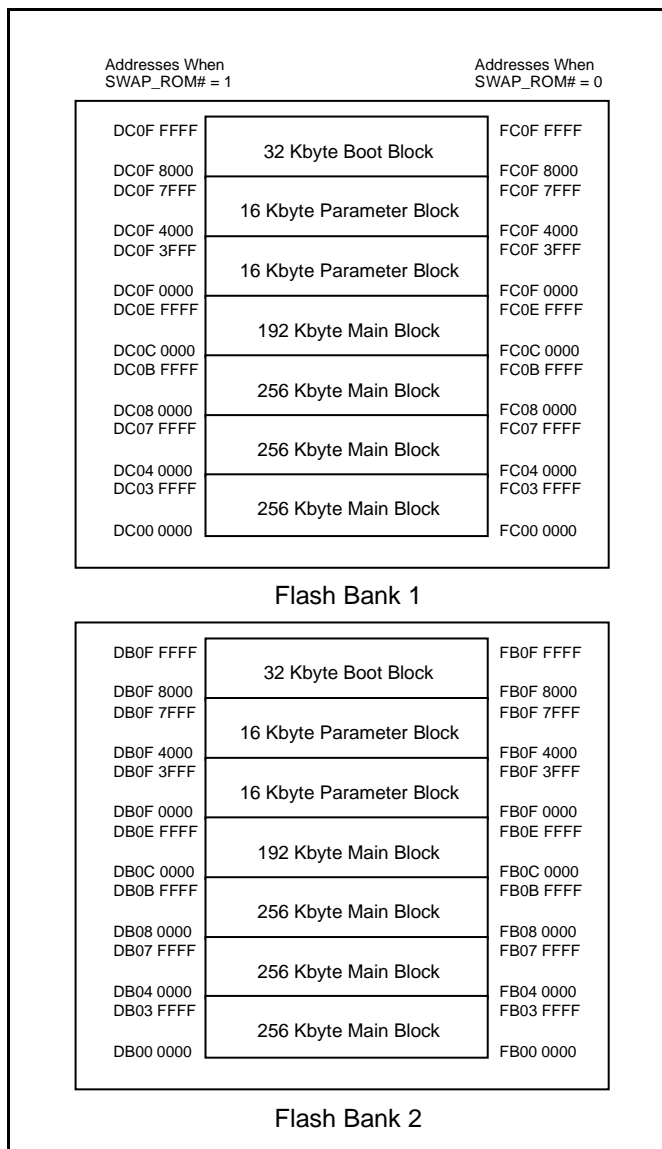 Addresses When
SWAP_ROM# = 1
Addresses When
SWAP_ROM# = 0
DC0F FFFF
32 Kbyte Boot Block
FC0F FFFF
DC0F 8000
FC0F 8000
DC0F 7FFF
FC0F 7FFF
16 Kbyte Parameter Block
DC0F 4000
FC0F 4000
DC0F 3FFF
FC0F 3FFF
16 Kbyte Parameter Block
DC0F 0000
FC0F 0000
DC0E FFFF
FC0E FFFF
192 Kbyte Main Block
DC0C 0000
FC0C 0000
DC0B FFFF
FC0B FFFF
256 Kbyte Main Block
DC08 0000
FC08 0000
DC07 FFFF
FC07 FFFF
256 Kbyte Main Block
DC04 0000
FC04 0000
DC03 FFFF
FC03 FFFF
256 Kbyte Main Block
DC00 0000
FC00 0000
Flash Bank 1
DB0F FFFF
32 Kbyte Boot Block
FB0F FFFF
DB0F 8000
FB0F 8000
DB0F 7FFF
FB0F 7FFF
16 Kbyte Parameter Block
DB0F 4000
FB0F 4000
DB0F 3FFF
FB0F 3FFF
16 Kbyte Parameter Block
DB0F 0000
FB0F 0000
DB0E FFFF
FB0E FFFF
192 Kbyte Main Block
DB0C 0000
FB0C 0000
DB0B FFFF
FB0B FFFF
256 Kbyte Main Block
DB08 0000
FB08 0000
DB07 FFFF
FB07 FFFF
256 Kbyte Main Block
DB04 0000
FB04 0000
DB03 FFFF
FB03 FFFF
256 Kbyte Main Block
DB00 0000
FB00 0000
Flash Bank 2